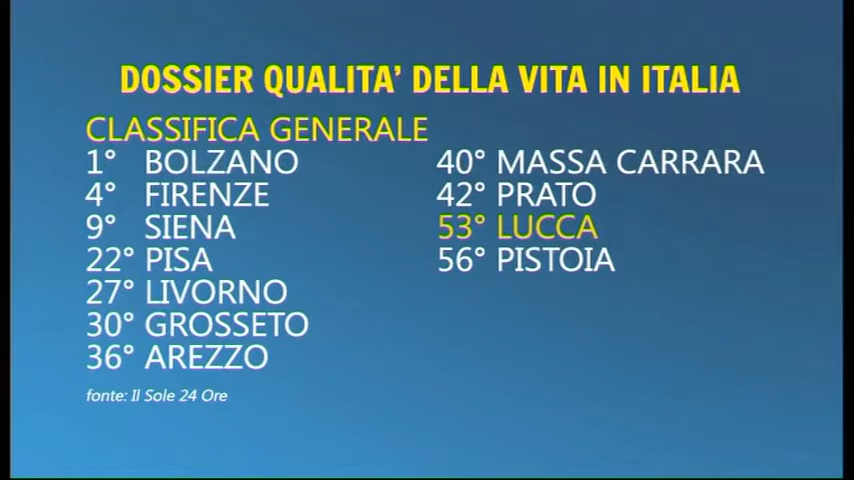 DOSSIER QUALITA' DELLA VITA IN ITALIA
CLASSIFICA GENERALE
1° BOLZANO
4° FIRENZE
9° SIENA
22° PISA
27° LIVORNO
30° GROSSETO
36° AREZZO
40° MASSA CARRARA
42° PRATO
53° LUCCA
56° PISTOIA
fonte: Il Sole 24 Ore